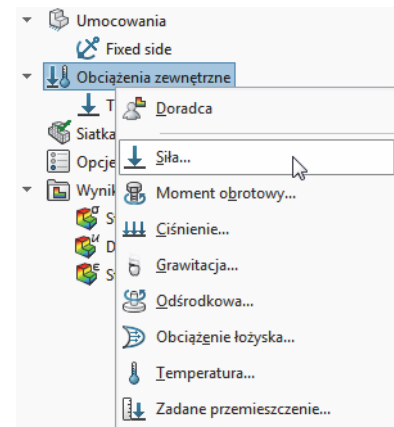 Umocowania
Fixed side
Obciążenia zewnętrzne
T
Doradca
Siatka
Opcje
Siła...
Wynik
Moment obrotowy...
S
Ciśnienie...
D
Grawitacja...
S
Odśrodkowa...
Obciążenie łożyska...
Temperatura...
Zadane przemieszczenie...